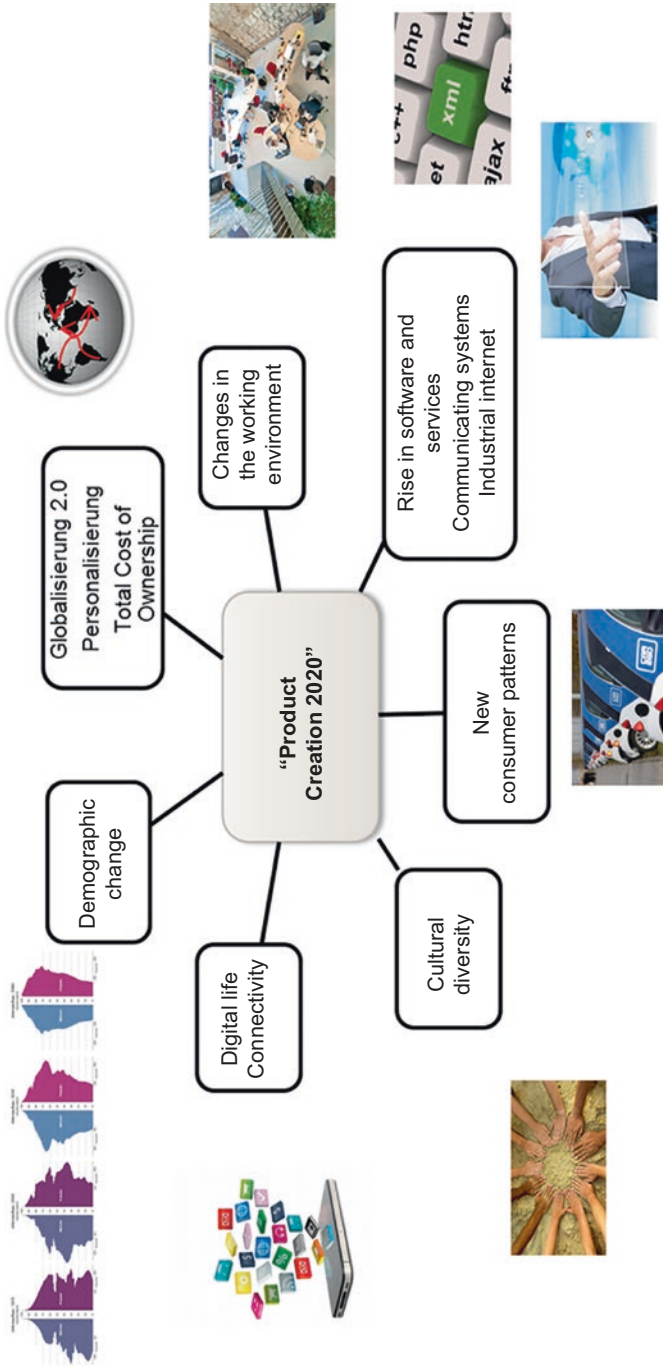 Demographic
change
Globalisierung 2.0
Personalisierung
Total Cost of
Ownership
Digital life
Connectivity
"Product
Creation 2020"
Changes in
the working
environment
Cultural
diversity
New
consumer patterns
Rise in software and
services
Communicating systems
Industrial internet
c++
php
htm
et
xml
ajax